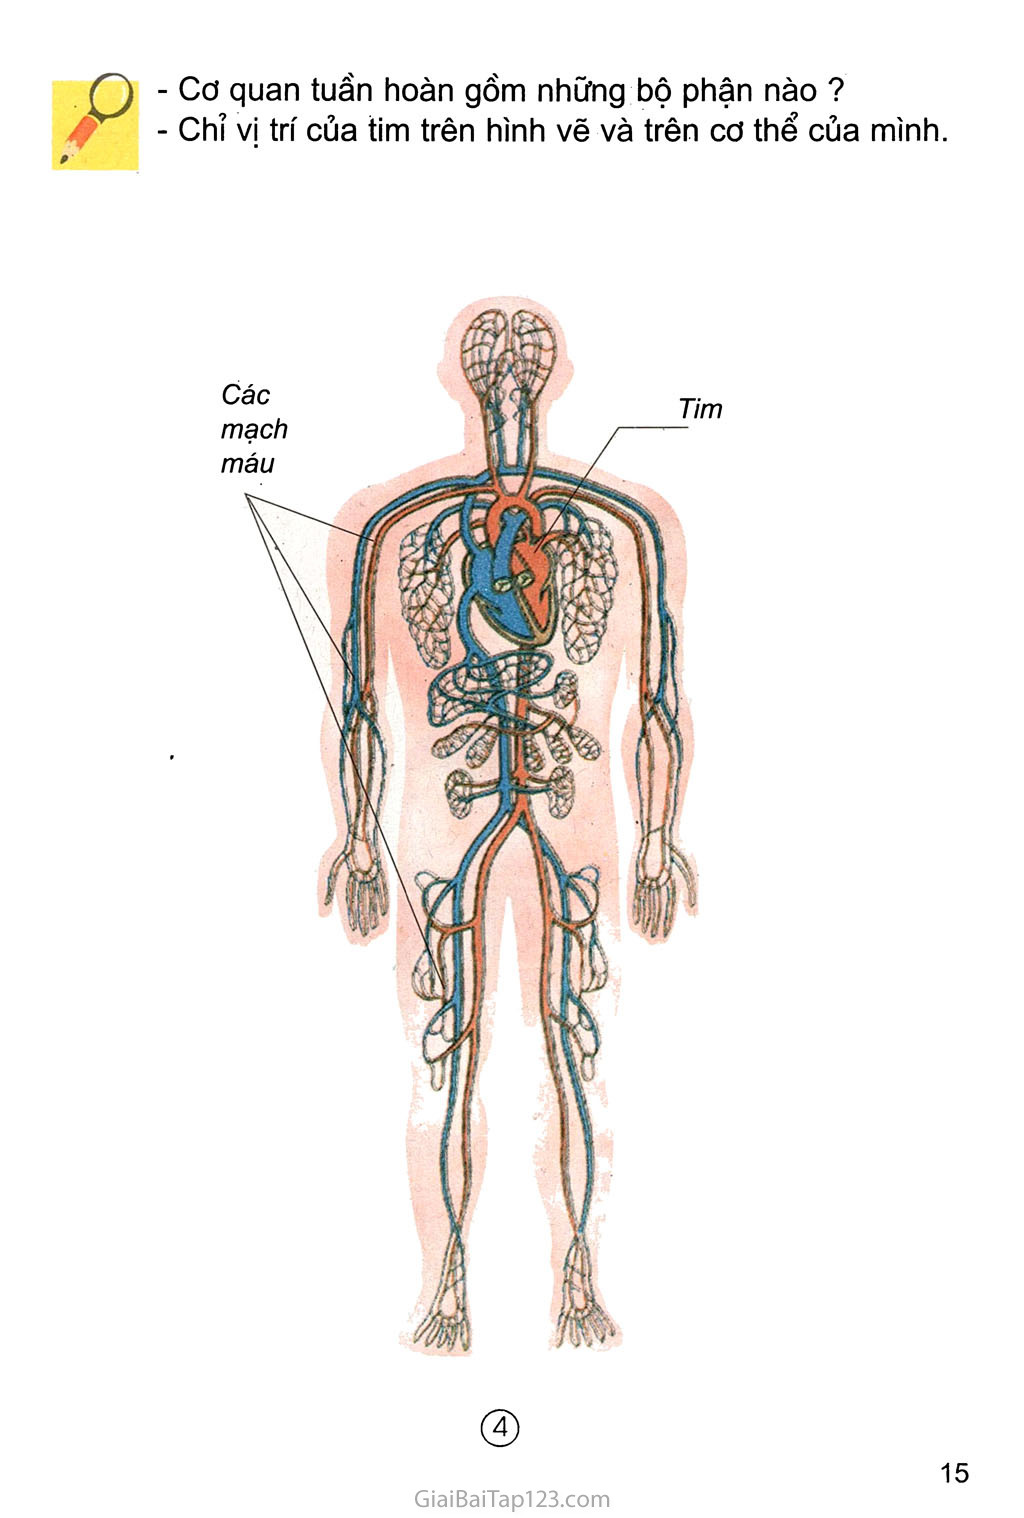 - Cơ quan tuần hoàn gồm những bộ phận nào ?
- Chỉ vị trí của tim trên hình vẽ và trên cơ thể của mình.
Các
mạch
máu
Tim
4
15
GiaiBaiTap123.com